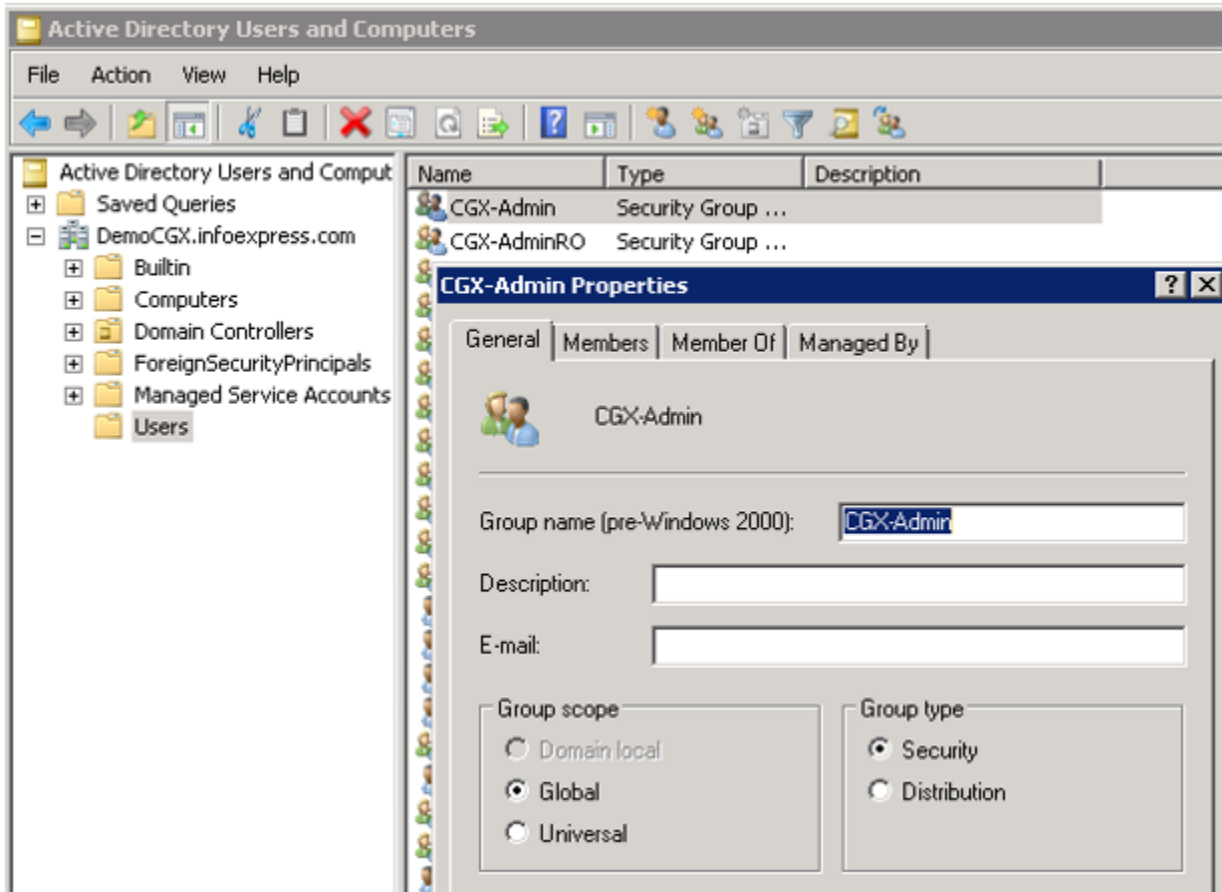 Active Directory Users and Computers
File Action View Help
Active Directory Users and Comput
Saved Queries
DemoCGX.infoexpress.com
Builtin
Computers
Domain Controllers
ForeignSecurityPrincipals
Managed Service Accounts
Users
Name Type Description
CGX-Admin Security Group ...
CGX-AdminRO Security Group ...
CGX-Admin Properties
General Members Member Of Managed By
CGX-Admin
Group name (pre-Windows 2000): CGX-Admin
Description:
E-mail:
Group scope
Domain local
Global
Universal
Group type
Security
Distribution